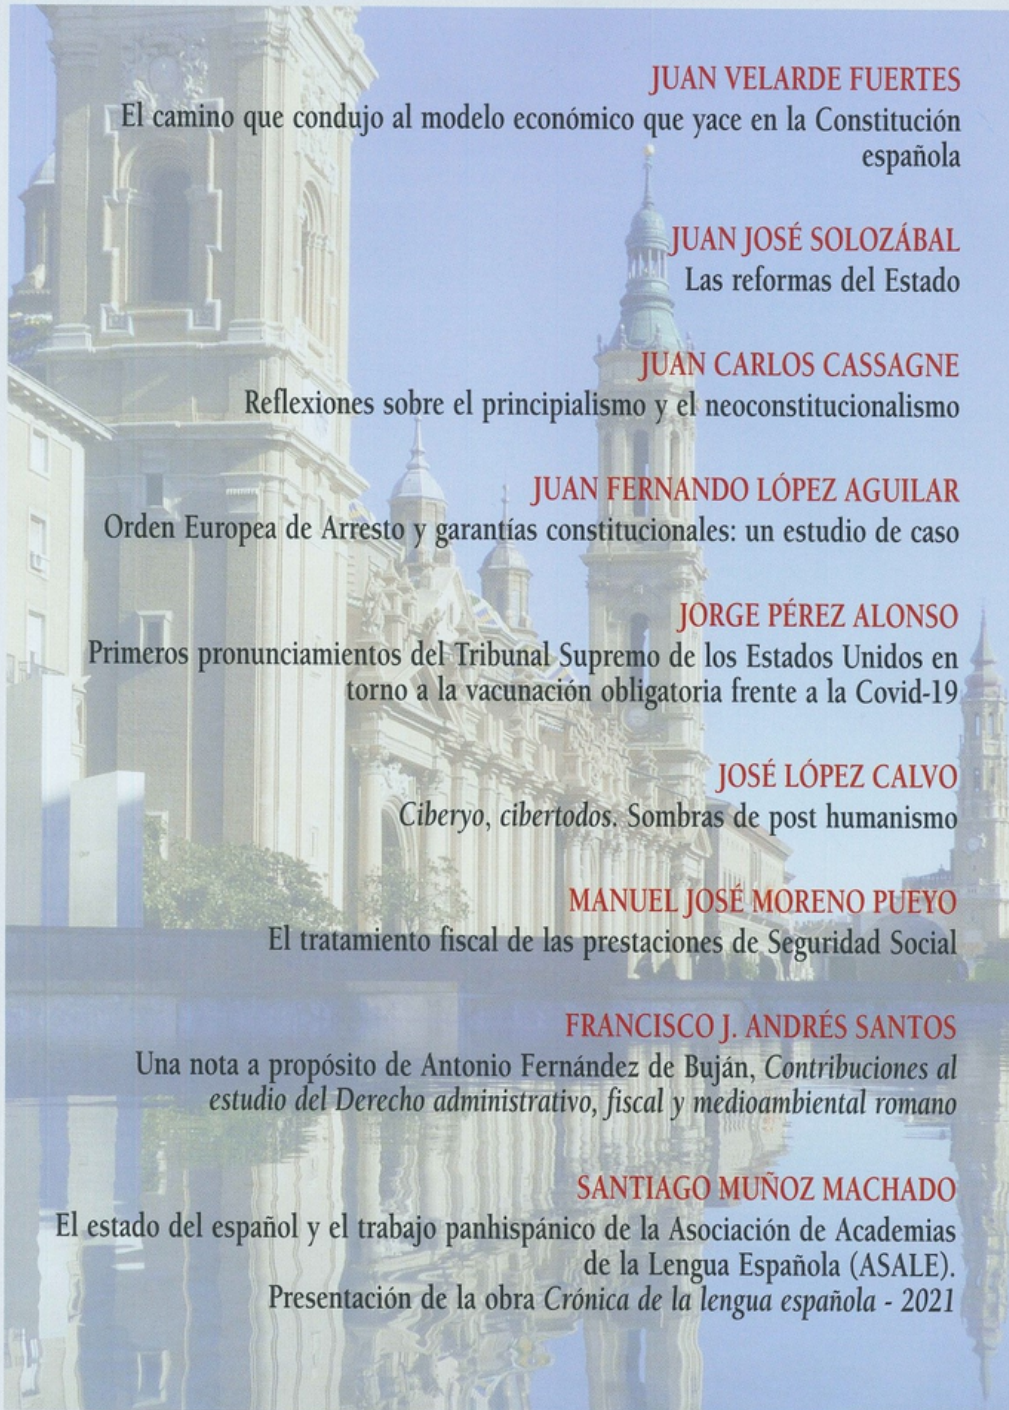 JUAN VELARDE FUERTES
El camino que condujo al modelo económico que yace en la Constitución
española
JUAN JOSÉ SOLOZÁBAL
Las reformas del Estado
JUAN CARLOS CASSAGNE
Reflexiones sobre el principialismo y el neoconstitucionalismo
JUAN FERNANDO LÓPEZ AGUILAR
Orden Europea de Arresto y garantías constitucionales: un estudio de caso
JORGE PÉREZ ALONSO
Primeros pronunciamientos del Tribunal Supremo de los Estados Unidos en
torno a la vacunación obligatoria frente a la Covid-19
JOSÉ LÓPEZ CALVO
Ciberyo, cibertodos. Sombras de post humanismo
MANUEL JOSÉ MORENO PUEYO
El tratamiento fiscal de las prestaciones de Seguridad Social
FRANCISCO J. ANDRÉS SANTOS
Una nota a propósito de Antonio Fernández de Buján, Contribuciones al
estudio del Derecho administrativo, fiscal y medioambiental romano
SANTIAGO MUÑOZ MACHADO
El estado del español y el trabajo panhispánico de la Asociación de Academias
de la Lengua Española (ASALE).
Presentación de la obra Crónica de la lengua española - 2021